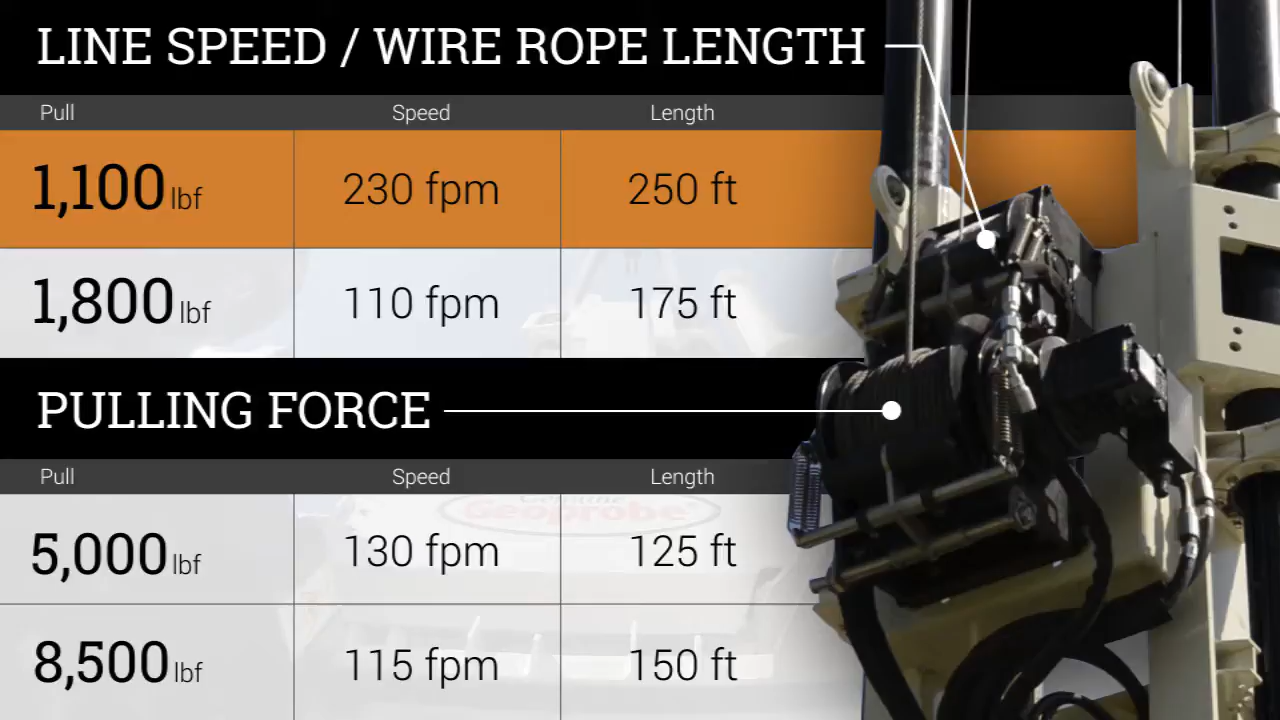 LINE SPEED / WIRE ROPE LENGTH
Pull Speed Length
1,100 lbf 230 fpm 250 ft
1,800 lbf 110 fpm 175 ft
PULLING FORCE
Pull Speed Length
Genuine
Geoprobe
5,000 lbf 130 fpm 125 ft
8,500 lbf 115 fpm 150 ft